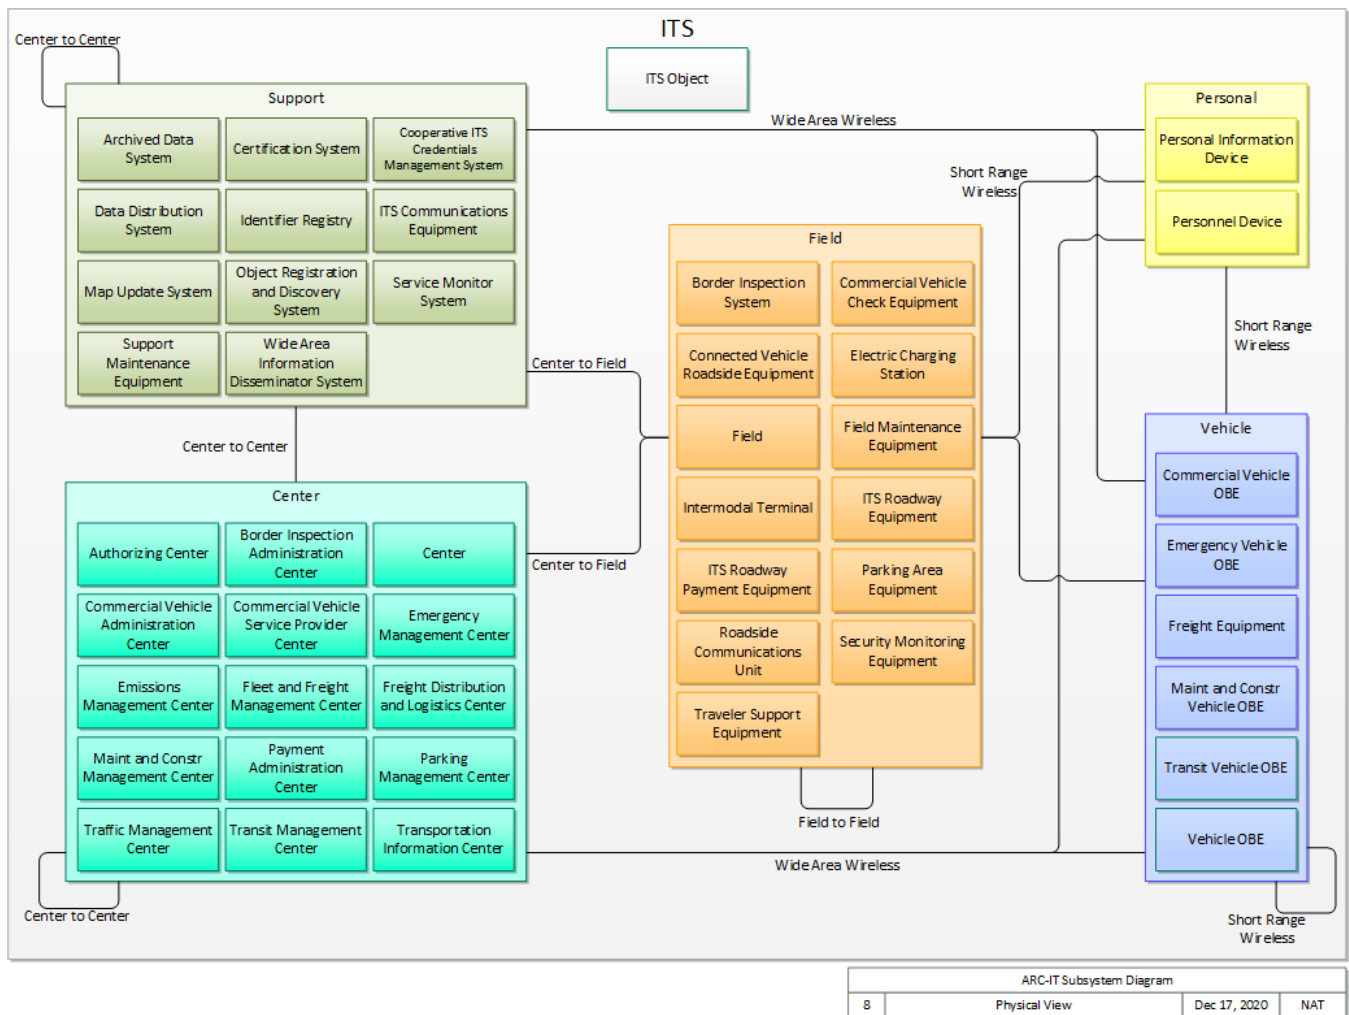 ITS
Center to Center
ITS Object
Support
Archived Data
System
Certification System
Cooperative ITS
Credentials
Management System
Data Distribution
System
Identifier Registry
ITS Communications
Equipment
Map Update System
Object Registration
and Discovery
System
Service Monitor
System
Support
Maintenance
Equipment
Wide Area
Information
Disseminator System
Wide Area Wireless
Personal
Personal Information
Device
Personnel Device
Short Range
Wireless
Short Range
Wireless
Center to Field
Center to Center
Field
Border Inspection
System
Commercial Vehicle
Check Equipment
Connected Vehicle
Roadside Equipment
Electric Charging
Station
Field
Field Maintenance
Equipment
Intermodal Terminal
ITS Roadway
Equipment
ITS Roadway
Payment Equipment
Parking Area
Equipment
Roadside
Communications
Unit
Security Monitoring
Equipment
Traveler Support
Equipment
Field to Field
Center
Authorizing Center
Border Inspection
Administration
Center
Center
Commercial Vehicle
Administration
Center
Commercial Vehicle
Service Provider
Center
Emergency
Management Center
Emissions
Management Center
Fleet and Freight
Management Center
Freight Distribution
and Logistics Center
Maint and Constr
Management Center
Payment
Administration
Center
Parking
Management Center
Traffic Management
Center
Transit Management
Center
Transportation
Information Center
Center to Field
Center to Center
Wide Area Wireless
Vehicle
Commercial Vehicle
OBE
Emergency Vehicle
OBE
Freight Equipment
Maint and Constr
Vehicle OBE
Transit Vehicle OBE
Vehicle OBE
Short Range
Wireless
ARC-IT Subsystem Diagram
8 Physical View Dec 17, 2020 NAT